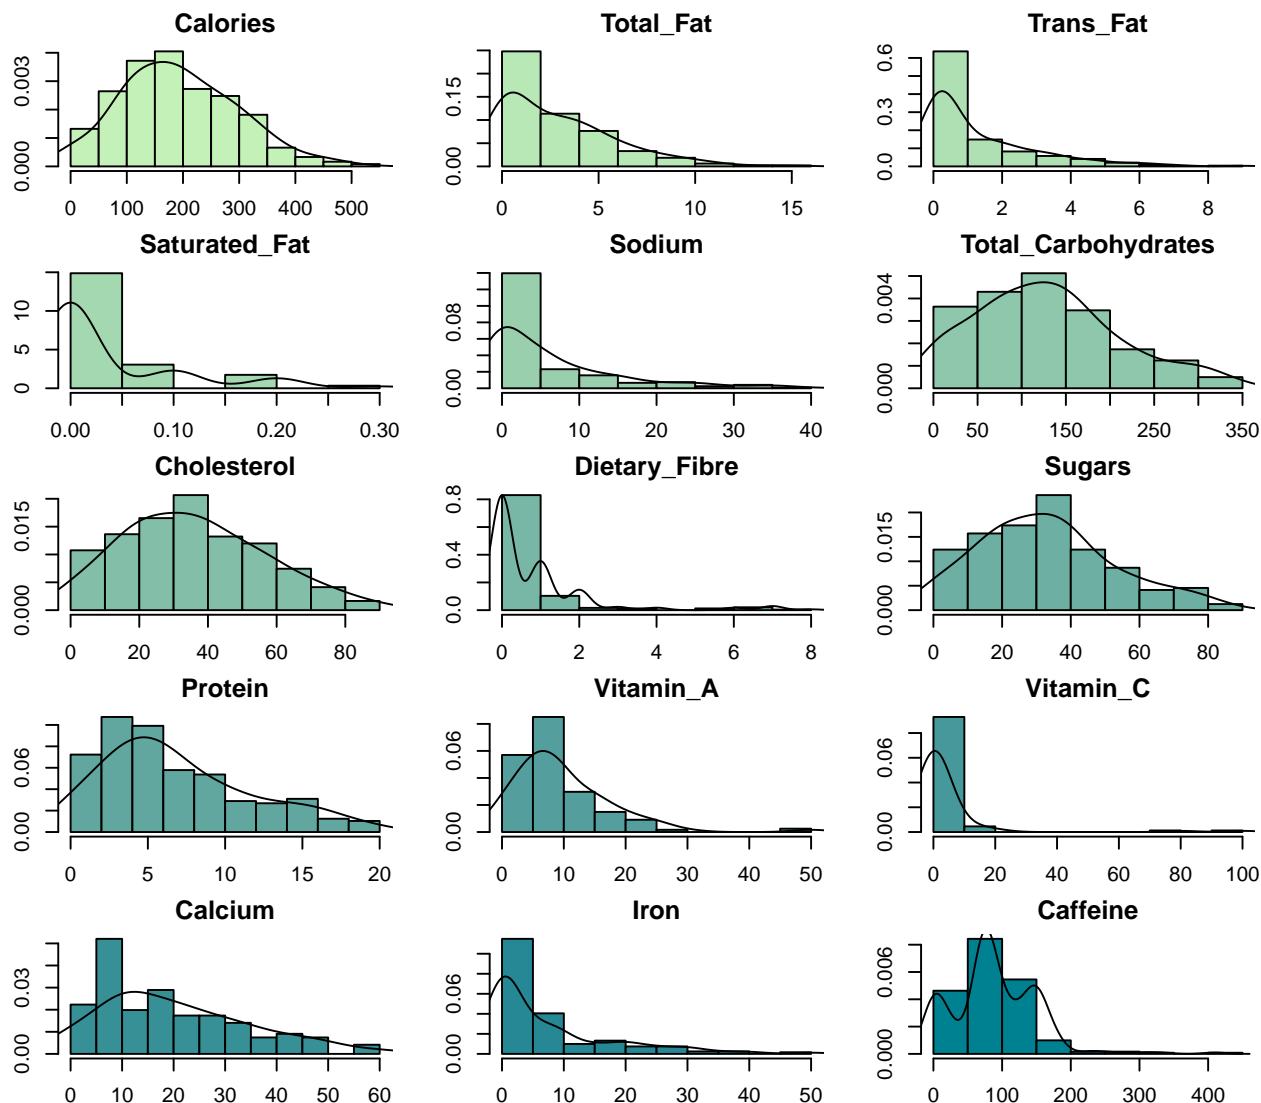 Calories Total_Fat Trans_Fat
0.003 0.15 0.6
0.3
0.000 0.00 0.0
0 100 200 300 400 500 0 5 10 15 0 2 4 6 8
Saturated_Fat Sodium Total_Carbohydrates
10 0.08 0.004
5
0 0.00 0.000
0.00 0.10 0.20 0.30 0 10 20 30 40 0 50 150 250 350
Cholesterol Dietary_Fibre Sugars
0.015 0.8 0.015
0.4
0.000 0.0 0.000
0 20 40 60 80 0 2 4 6 8 0 20 40 60 80
Protein Vitamin_A Vitamin_C
0.06 0.06 0.06
0.00 0.00 0.00
0 5 10 15 20 0 10 20 30 40 50 0 20 40 60 80 100
Calcium Iron Caffeine
0.03 0.06 0.006
0.00 0.00 0.000
0 10 20 30 40 50 60 0 10 20 30 40 50 0 100 200 300 400